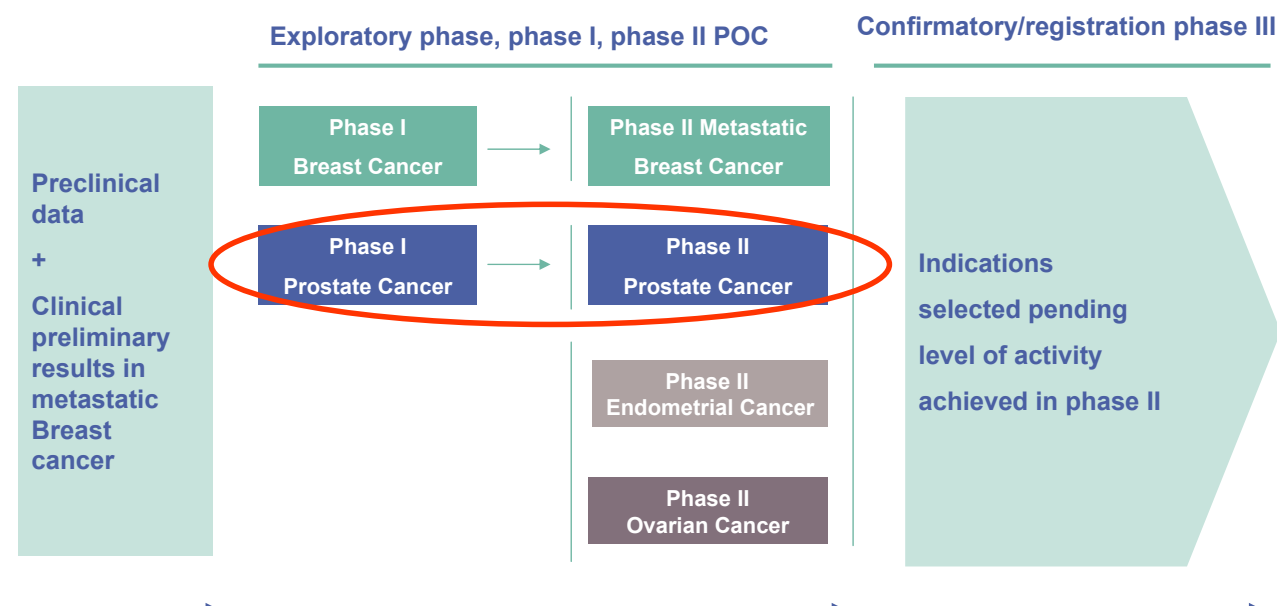 Exploratory phase, phase I, phase II POC
Confirmatory/registration phase III
Preclinical
data
+
Clinical
preliminary
results in
metastatic
Breast
cancer
Phase I
Breast Cancer
Phase II Metastatic
Breast Cancer
Phase I
Prostate Cancer
Phase II
Prostate Cancer
Phase II
Endometrial Cancer
Phase II
Ovarian Cancer
Indications
selected pending
level of activity
achieved in phase II